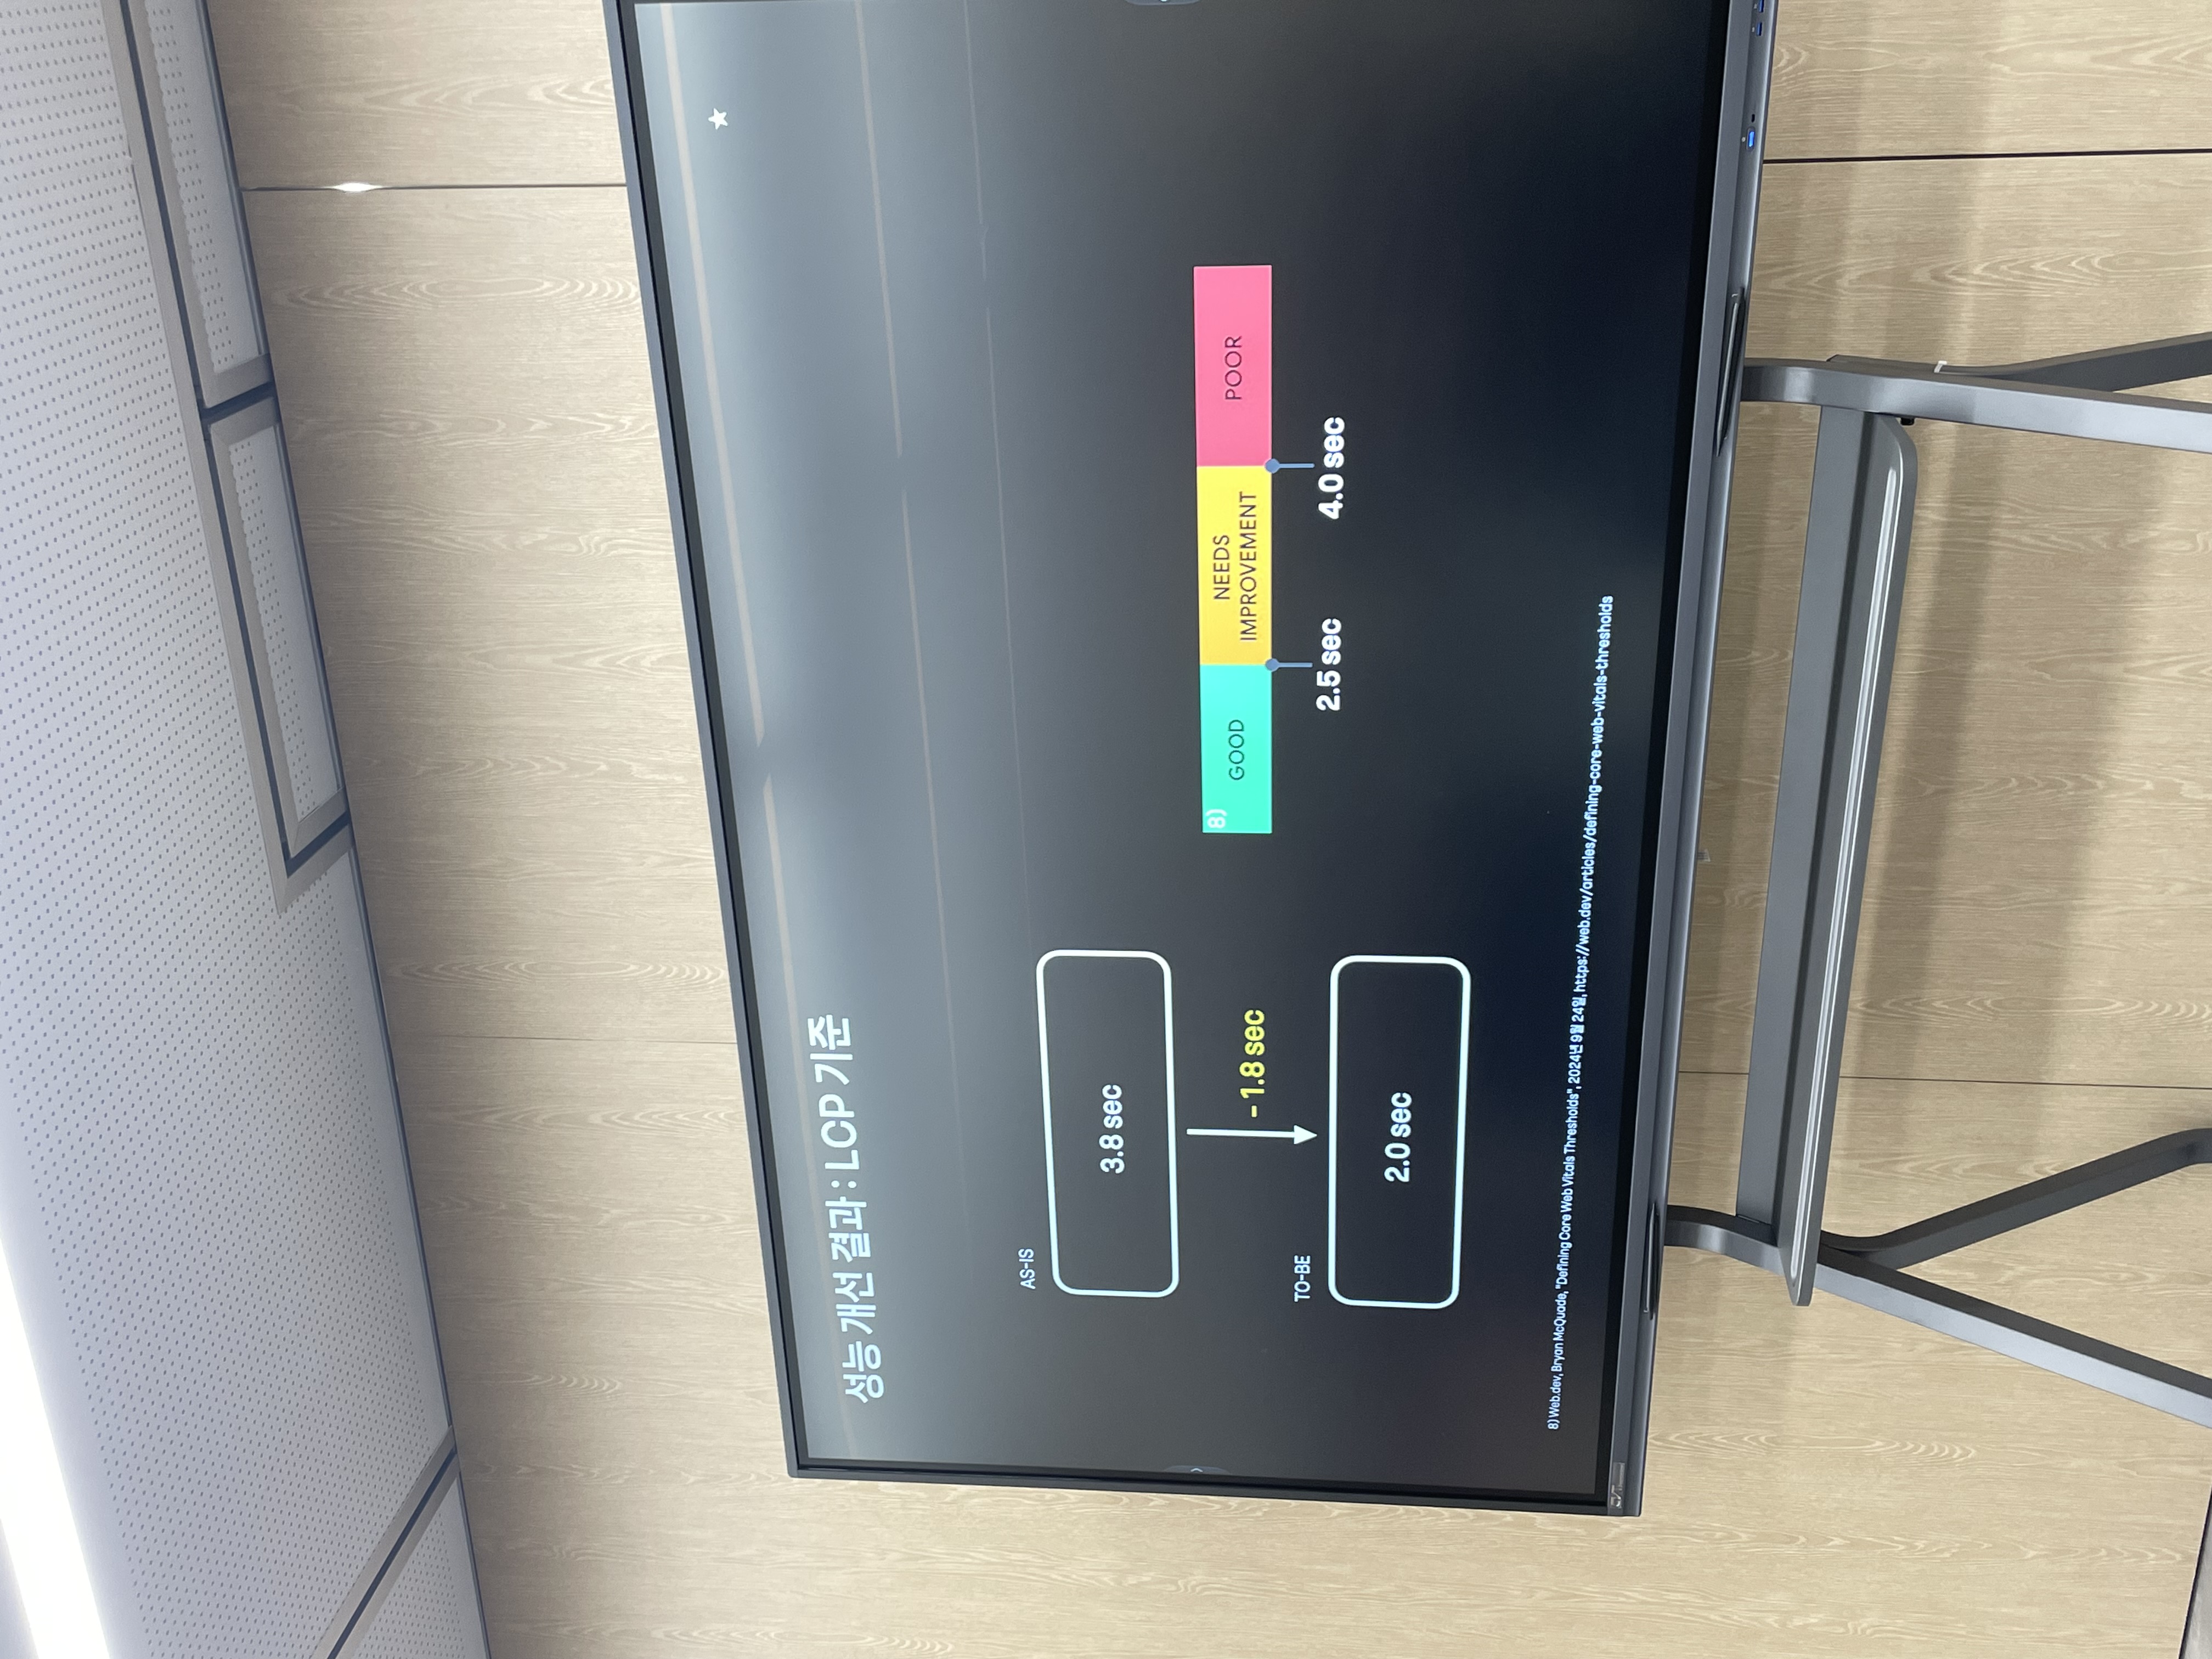 성능 개선 결과 : LCP 기준
AS-IS
3.8 sec
- 1.8 sec
TO-BE
2.0 sec
8)
GOOD
NEEDS
IMPROVEMENT
POOR
2.5 sec
4.0 sec
8) Web.dev, Bryan McQuade, "Defining Core Web Vitals Thresholds", 2024년 9월 24일, https://web.dev/articles/defining-core-web-vitals-thresholds